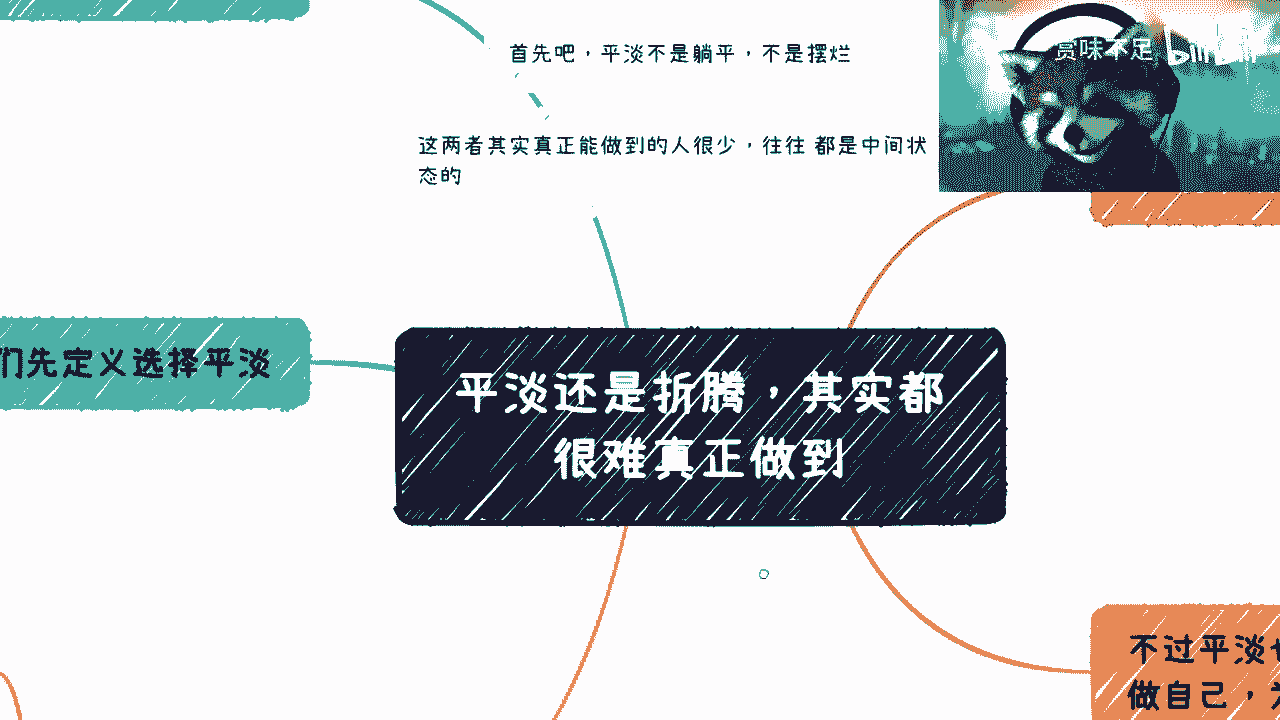 首先吧，平淡不是躺平，不是摆烂
赏味不足 bilibili
这两者其实真正能做到的人很少，往往 都是中间状
态的
们先定义选择平淡
平淡还是折腾，其实都
很难真正做到
不过平淡也
做自己，